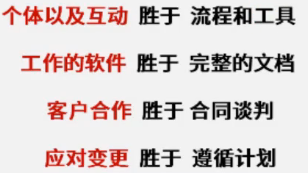 个体以及互动 胜于 流程和工具
工作的软件 胜于 完整的文档
客户合作 胜于 合同谈判
应对变更 胜于 遵循计划